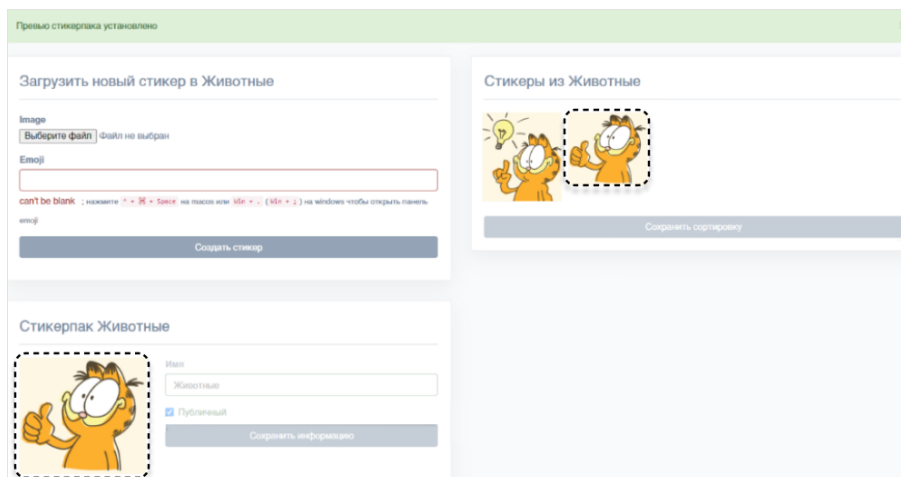 Превью стикерпака установлено
Загрузить новый стикер в Животные
Image
Выберите файл Файл не выбран
Emoji
can't be blank ; нажмите ^ + ⌘ + Space на macos или Win + . ( Win + ; ) на windows чтобы открыть панель
emoji
Создать стикер
Стикеры из Животные
Сохранить сортировку
Стикерпак Животные
Имя
Животные
Публичный
Сохранить информацию